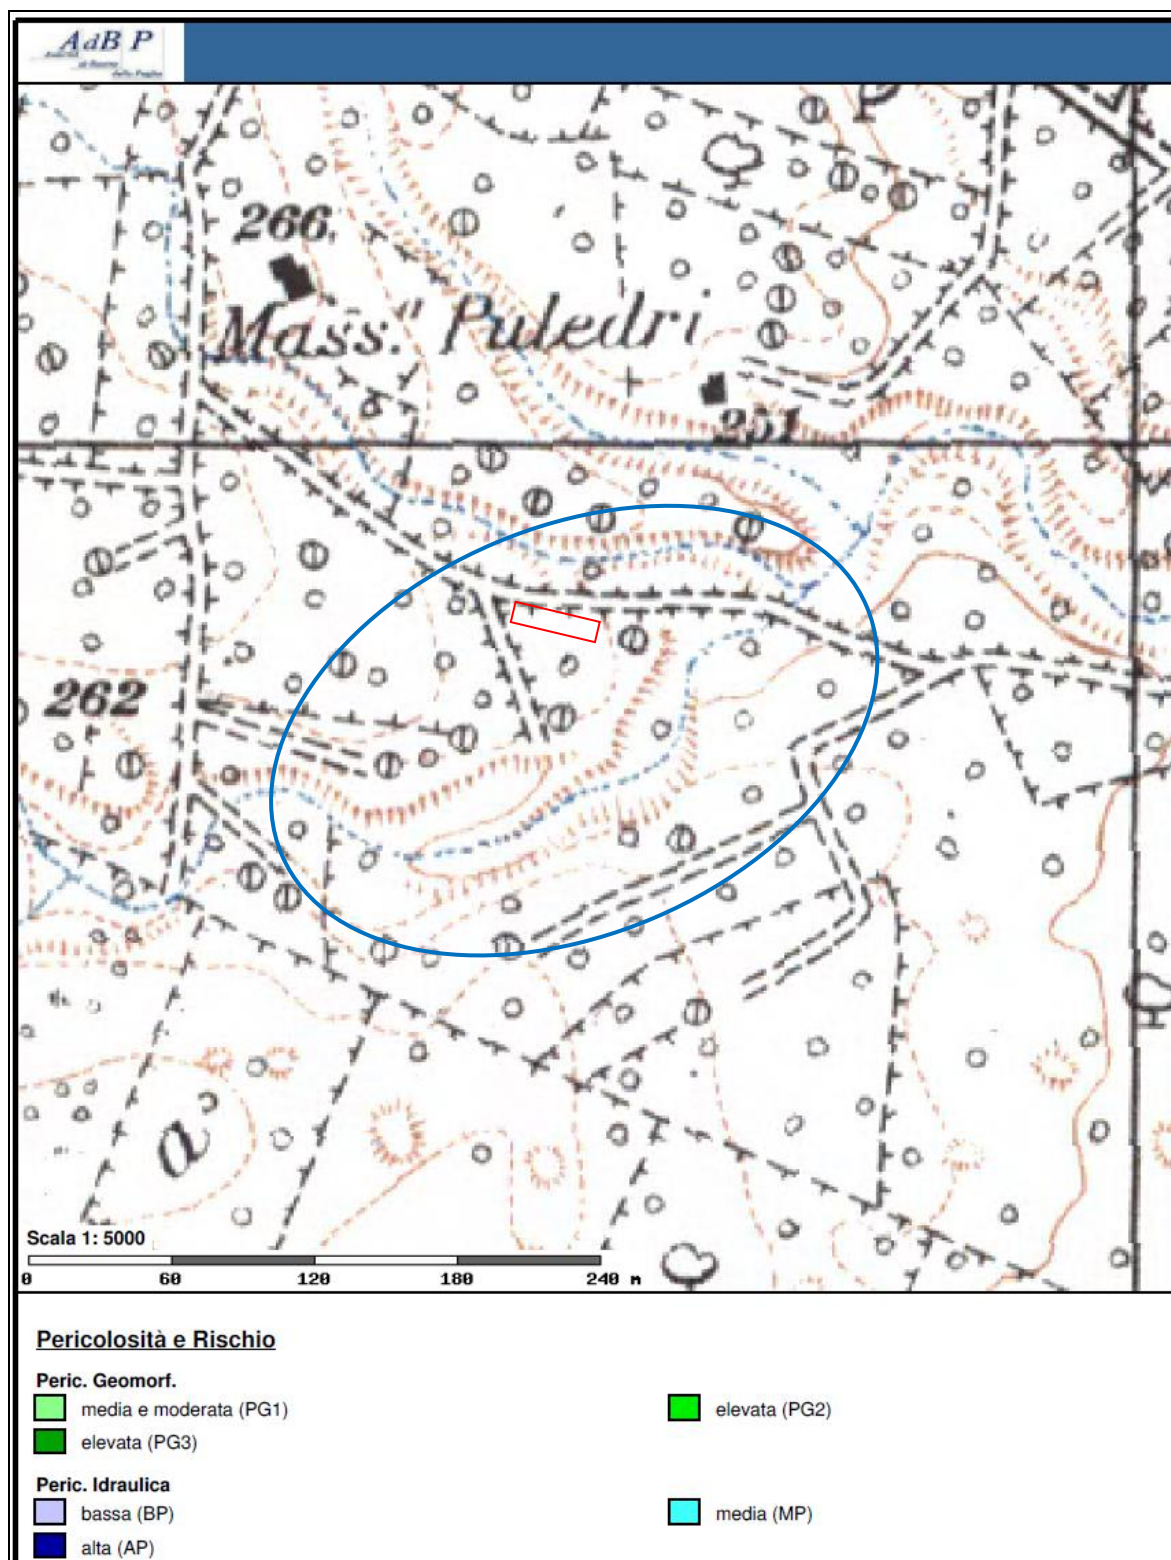 AdB P
266
Mass." Puledri
251
262
a
Scala 1: 5000
0 60 120 180 240 m
Pericolosità e Rischio
Peric. Geomorf.
media e moderata (PG1)
elevata (PG2)
elevata (PG3)
Peric. Idraulica
bassa (BP)
media (MP)
alta (AP)